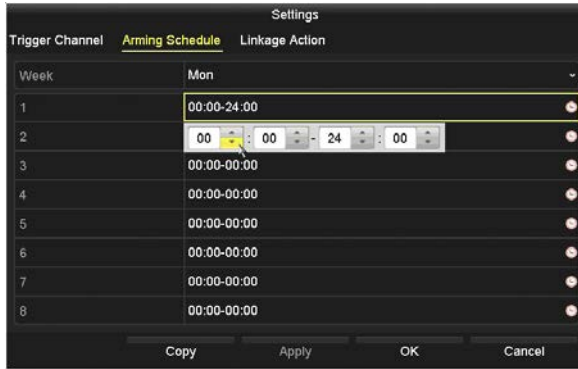 Settings
Trigger Channel Arming Schedule Linkage Action
Week Mon
1 00:00-24:00
2 00 : 00 - 24 : 00
3 00:00-00:00
4 00:00-00:00
5 00:00-00:00
6 00:00-00:00
7 00:00-00:00
8 00:00-00:00
Copy Apply OK Cancel